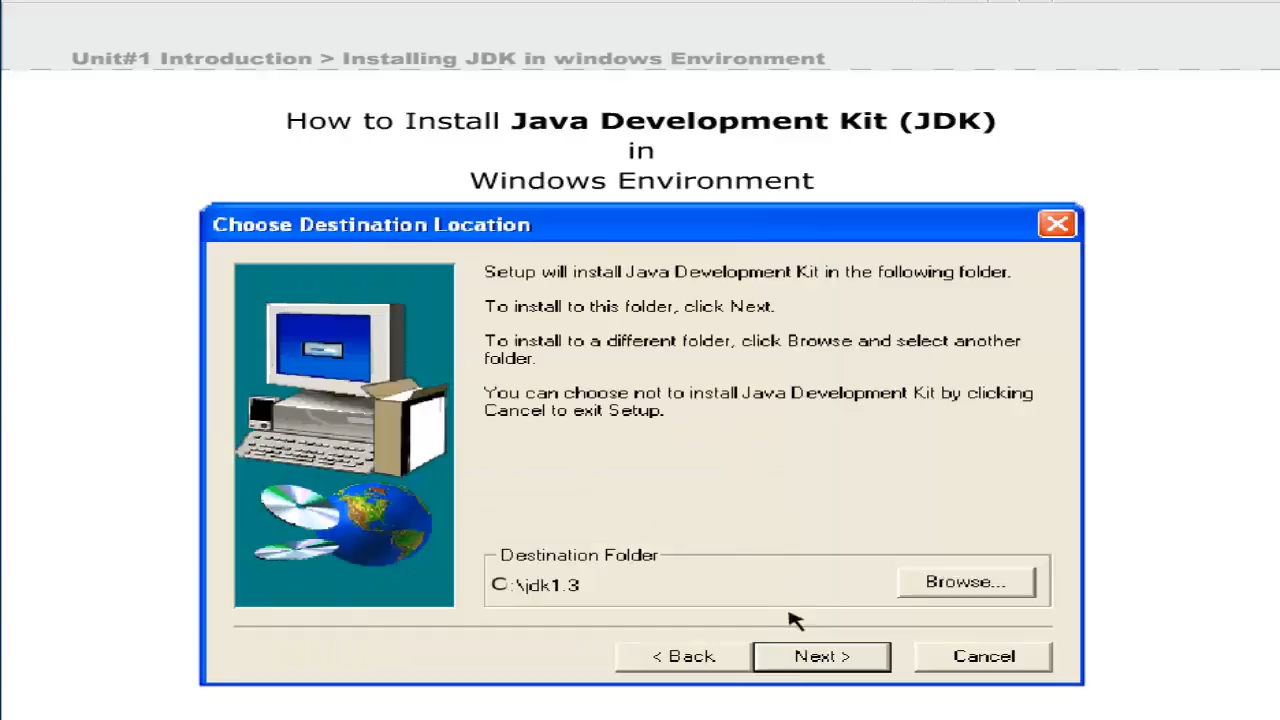 Unit#1 Introduction > Installing JDK in windows Environment
How to Install Java Development Kit (JDK)
in
Windows Environment
Choose Destination Location
Setup will install Java Development Kit in the following folder.
To install to this folder, click Next.
To install to a different folder, click Browse and select another
folder.
You can choose not to install Java Development Kit by clicking
Cancel to exit Setup.
Destination Folder
C:\jdk1.3
Browse...
< Back
Next >
Cancel